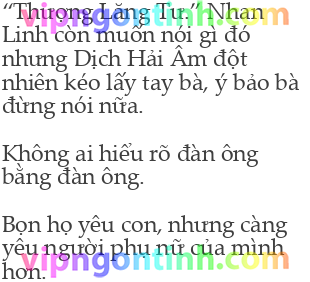 “Thượng Lăng Tư,” Nhan
Linh còn muốn nói gì đó
nhưng Dịch Hải Âm đột
nhiên kéo lấy tay bà, ý bảo bà
đừng nói nữa.
Không ai hiểu rõ đàn ông
bằng đàn ông.
Bọn họ yêu con, nhưng càng
yêu người phụ nữ của mình
hơn.
vipngontinh.com
vipngontinh.com